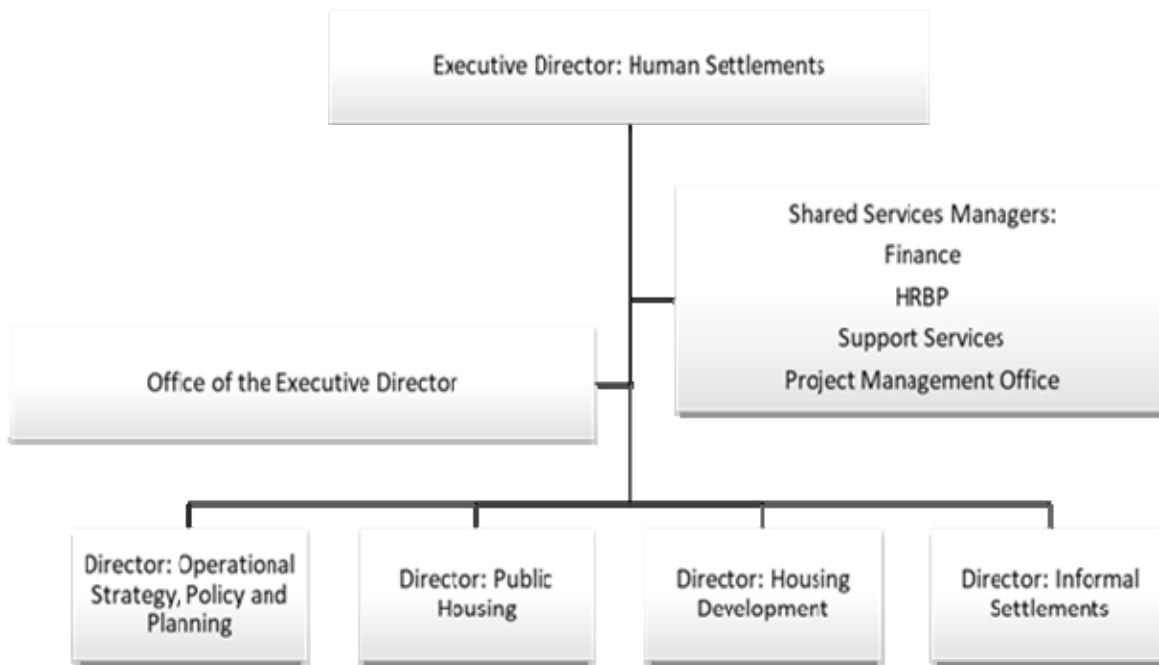 Executive Director: Human Settlements
Shared Services Managers:
Finance
HRBP
Support Services
Project Management Office
Office of the Executive Director
Director: Operational
Strategy, Policy and
Planning
Director: Public
Housing
Director: Housing
Development
Director: Informal
Settlements